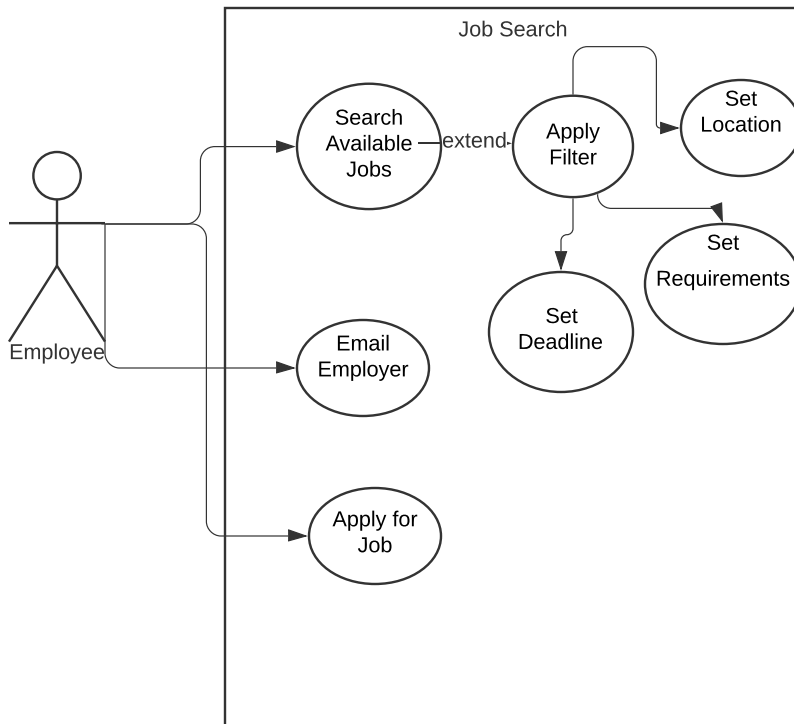 Job Search
Search
Available
Jobs
extend
Apply
Filter
Set
Location
Set
Requirements
Set
Deadline
Employee
Email
Employer
Apply for
Job